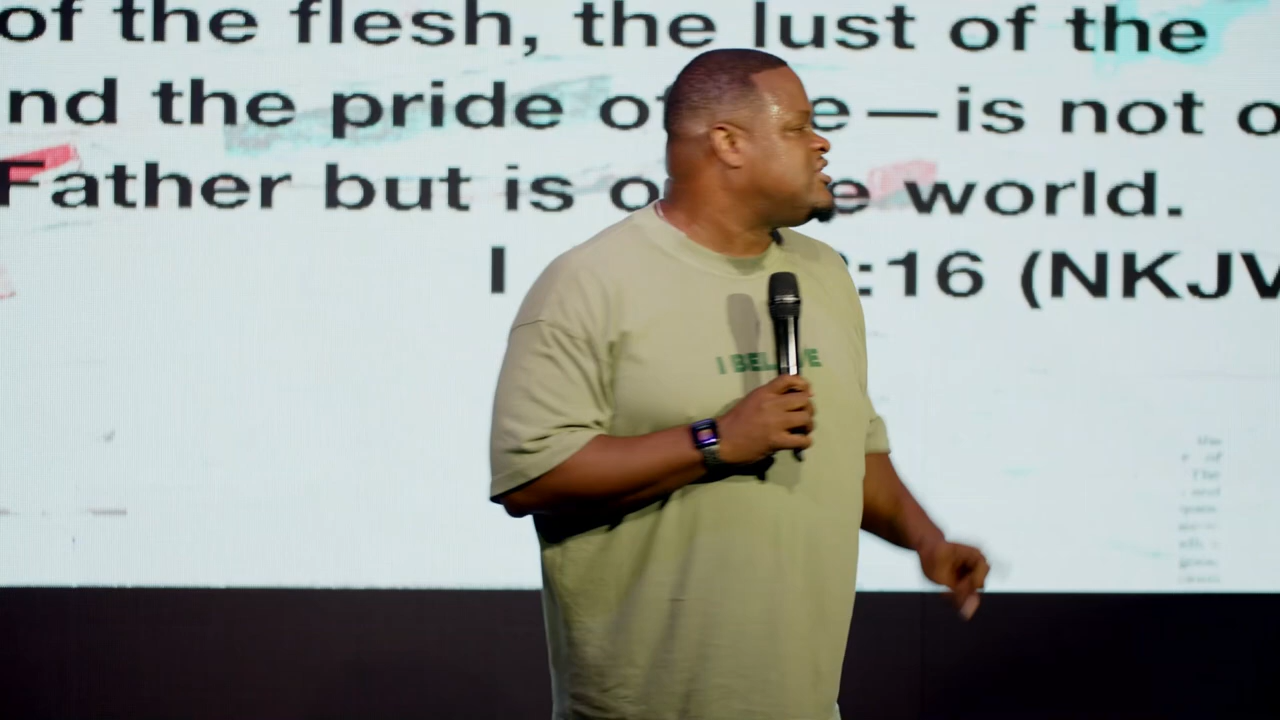 of the flesh, the lust of the
nd the pride of e—is not o
Father but is o e world.
I :16 (NKJV
I BEL VE